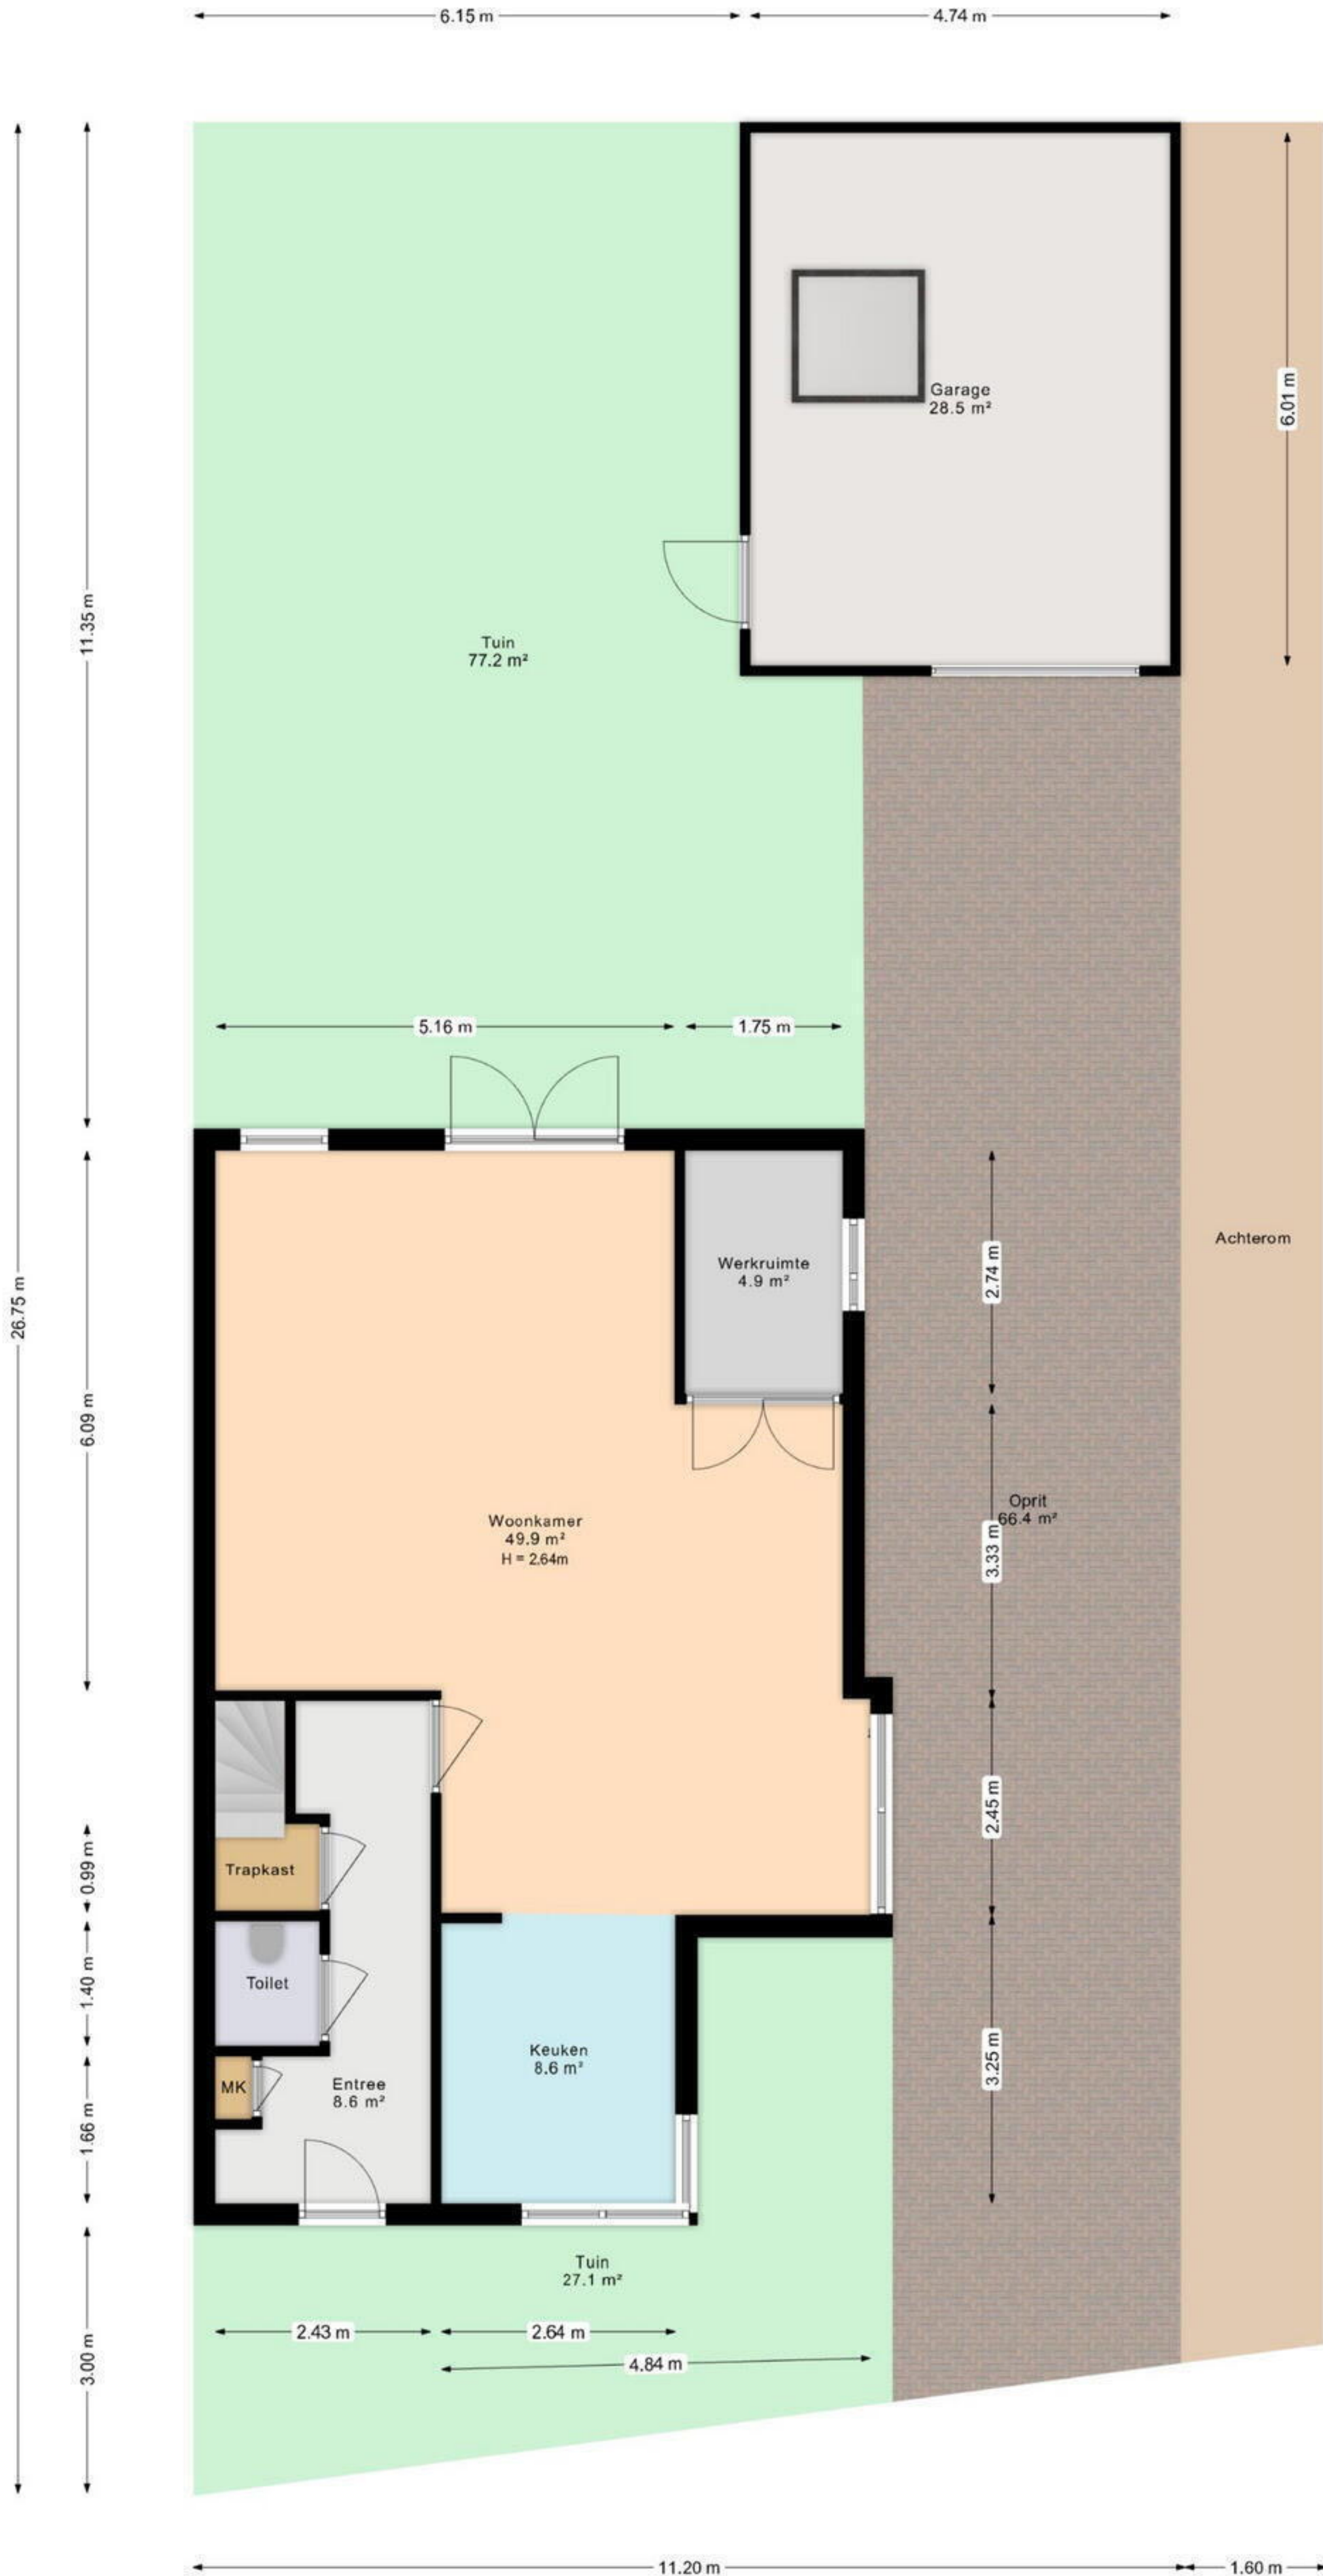 6.15 m
4.74 m
6.01 m
Garage
28.5 m²
11.35 m
Tuin
77.2 m²
5.16 m
1.75 m
Achterom
Werkruimte
4.9 m²
2.74 m
26.75 m
6.09 m
Woonkamer
49.9 m²
H = 2.64m
Oprit
66.4 m²
3.33 m
2.45 m
0.99 m
Trapkast
1.40 m
Toilet
Keuken
8.6 m²
3.25 m
MK
Entree
8.6 m²
1.66 m
Tuin
27.1 m²
2.43 m
2.64 m
4.84 m
3.00 m
11.20 m
1.60 m